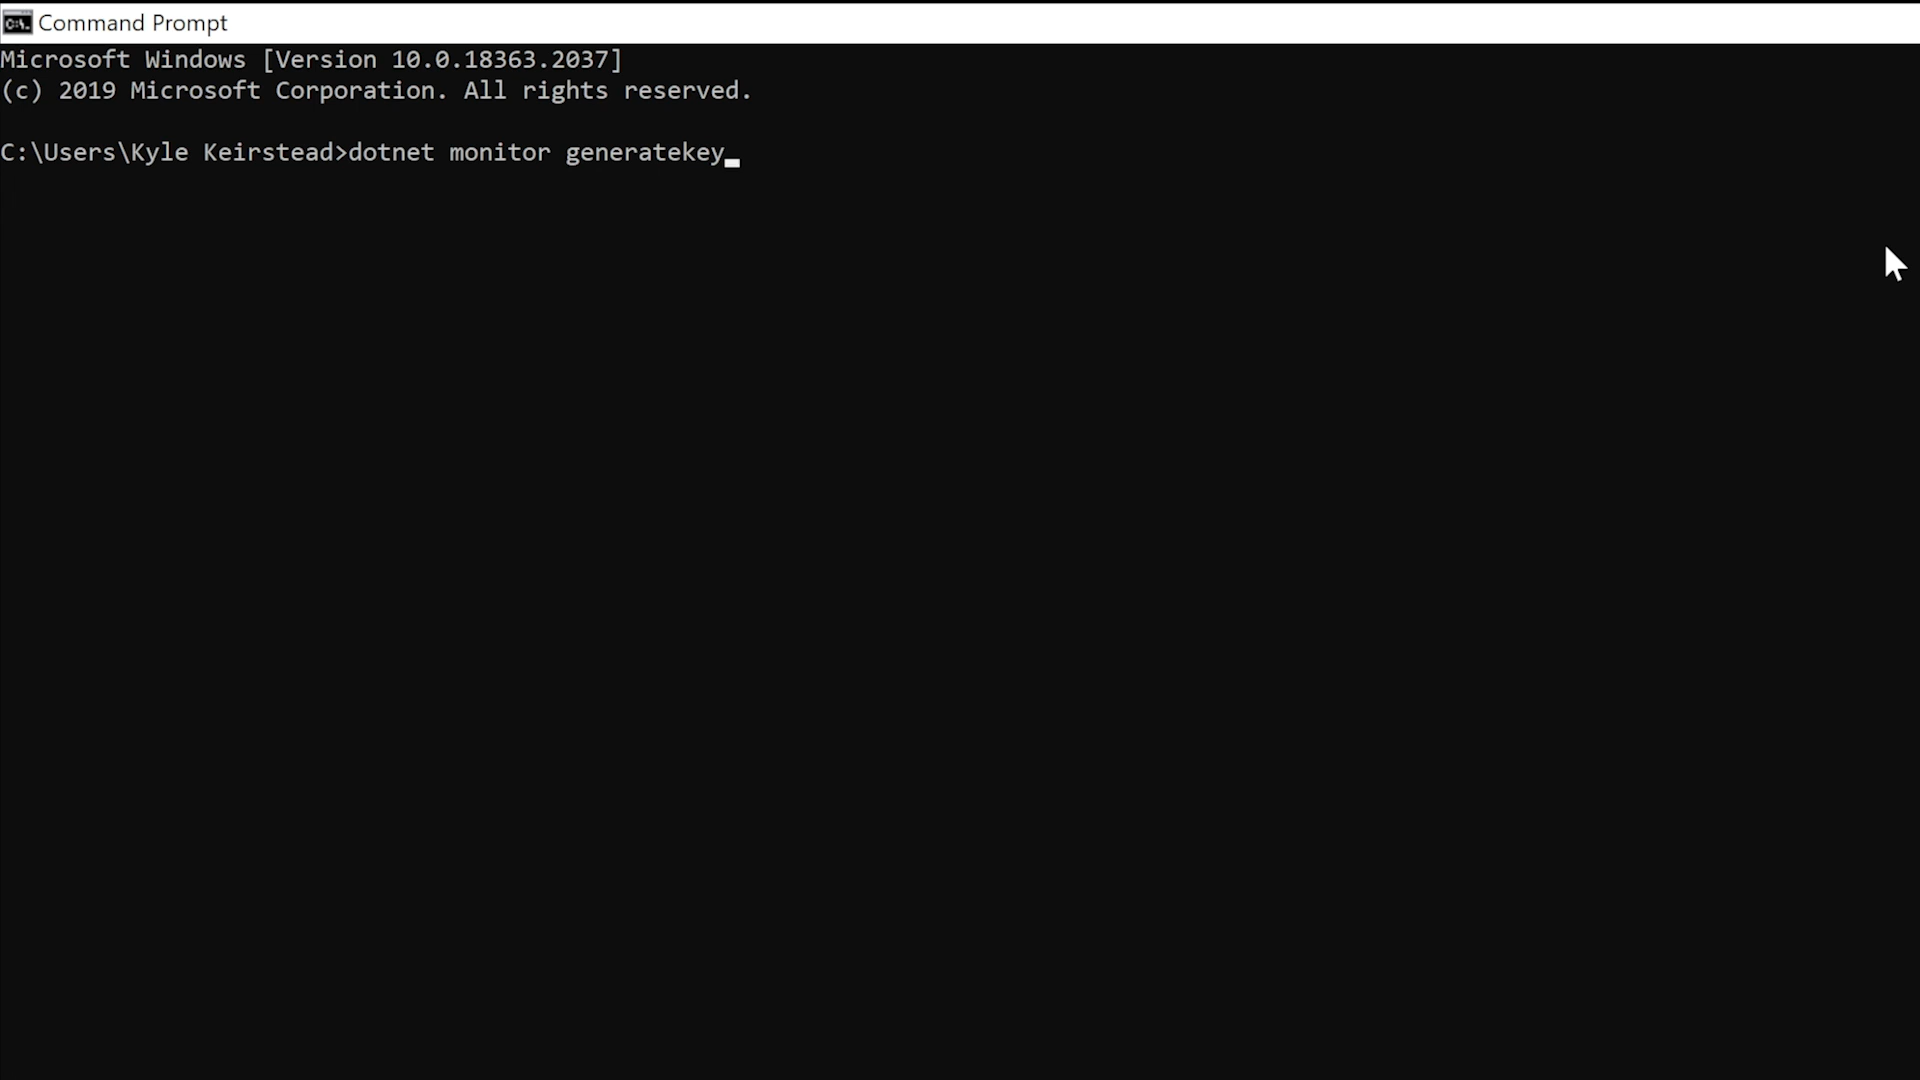 Command Prompt
Microsoft Windows [Version 10.0.18363.2037]
(c) 2019 Microsoft Corporation. All rights reserved.
C:\Users\Kyle Keirstead>dotnet monitor generatekey